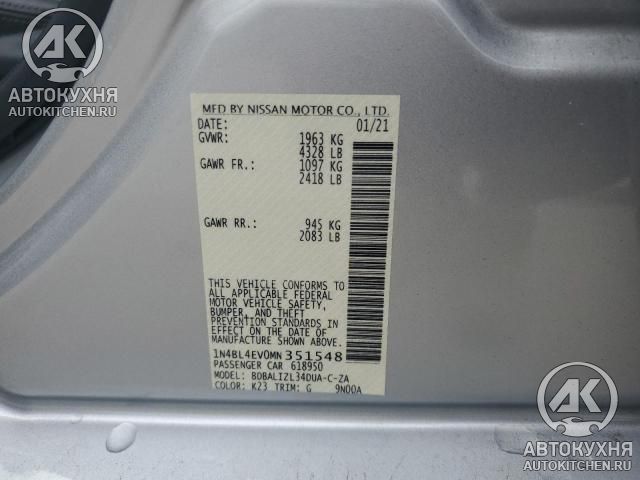 АК
АВТОКУХНЯ
AUTOKITCHEN.RU
MFD BY NISSAN MOTOR CO., LTD.
DATE: 01/21
GVWR: 1963 KG
4328 LB
GAWR FR.: 1097 KG
2418 LB
GAWR RR.: 945 KG
2083 LB
THIS VEHICLE CONFORMS TO
ALL APPLICABLE FEDERAL
MOTOR VEHICLE SAFETY,
BUMPER, AND THEFT
PREVENTION STANDARDS IN
EFFECT ON THE DATE OF
MANUFACTURE SHOWN ABOVE.
1N4BL4EV0MN351548
PASSENGER CAR 618950
MODEL: BDBALIZL34DUA-C-ZA
COLOR: K23 TRIM: G 9N00A
АК
АВТОКУХНЯ
AUTOKITCHEN.RU